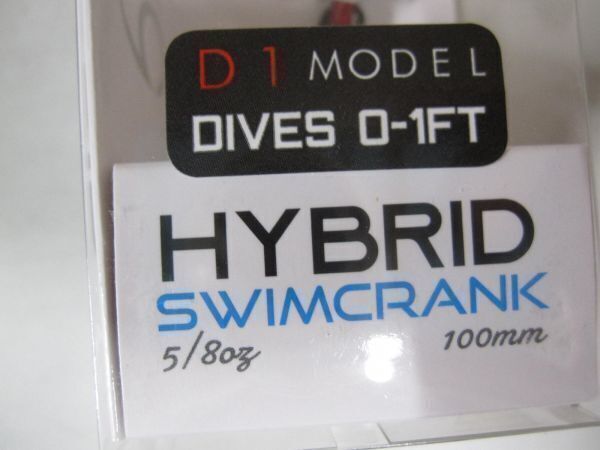 D1 MODEL
DIVES 0-1FT
HYBRID
SWIMCRANK
5/8oz 100mm